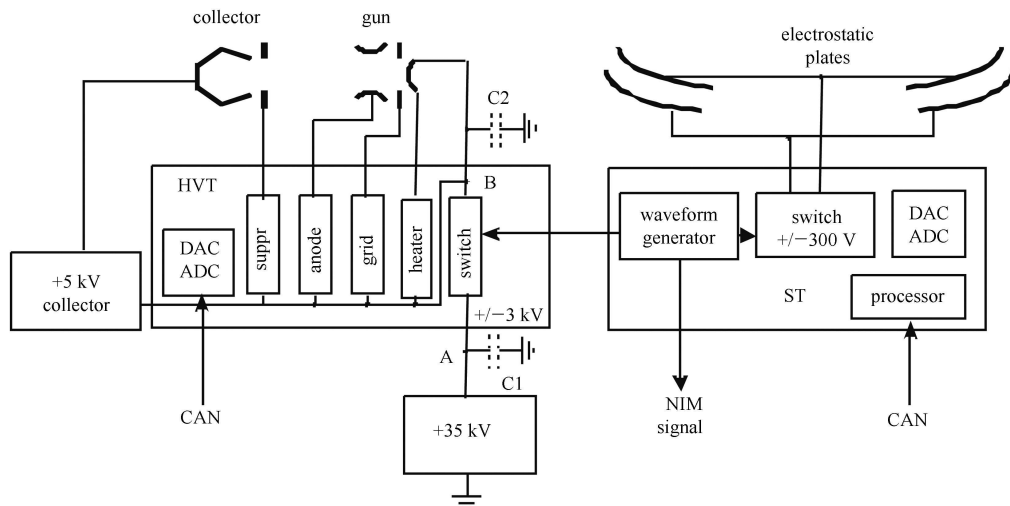 collector
gun
electrostatic
plates
C2
HVT
B
DAC
ADC
suppr
anode
grid
heater
switch
waveform
generator
switch
+/−300 V
DAC
ADC
+5 kV
collector
ST
processor
+/−3 kV
A
C1
CAN
+35 kV
NIM
signal
CAN